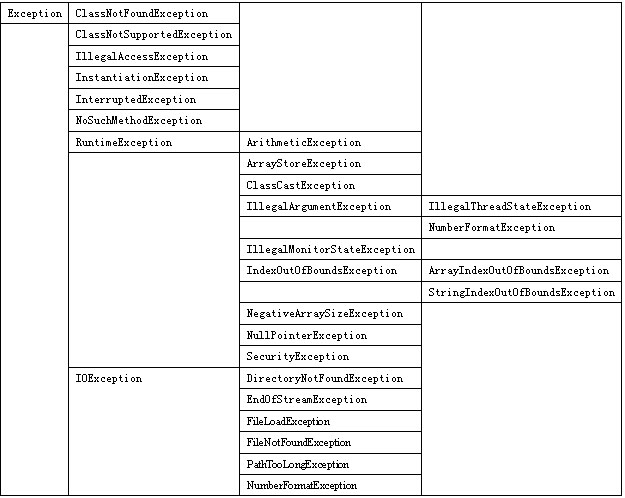 Exception ClassNotFoundException
ClassNotSupportedException
IllegalAccessException
InstantiationException
InterruptedException
NoSuchMethodException
RuntimeException ArithmeticException
ArrayStoreException
ClassCastException
IllegalArgumentException IllegalThreadStateException
NumberFormatException
IllegalMonitorStateException
IndexOutOfBoundsException ArrayIndexOutOfBoundsException
StringIndexOutOfBoundsException
NegativeArraySizeException
NullPointerException
SecurityException
IOException DirectoryNotFoundException
EndOfStreamException
FileLoadException
FileNotFoundException
PathTooLongException
NumberFormatException